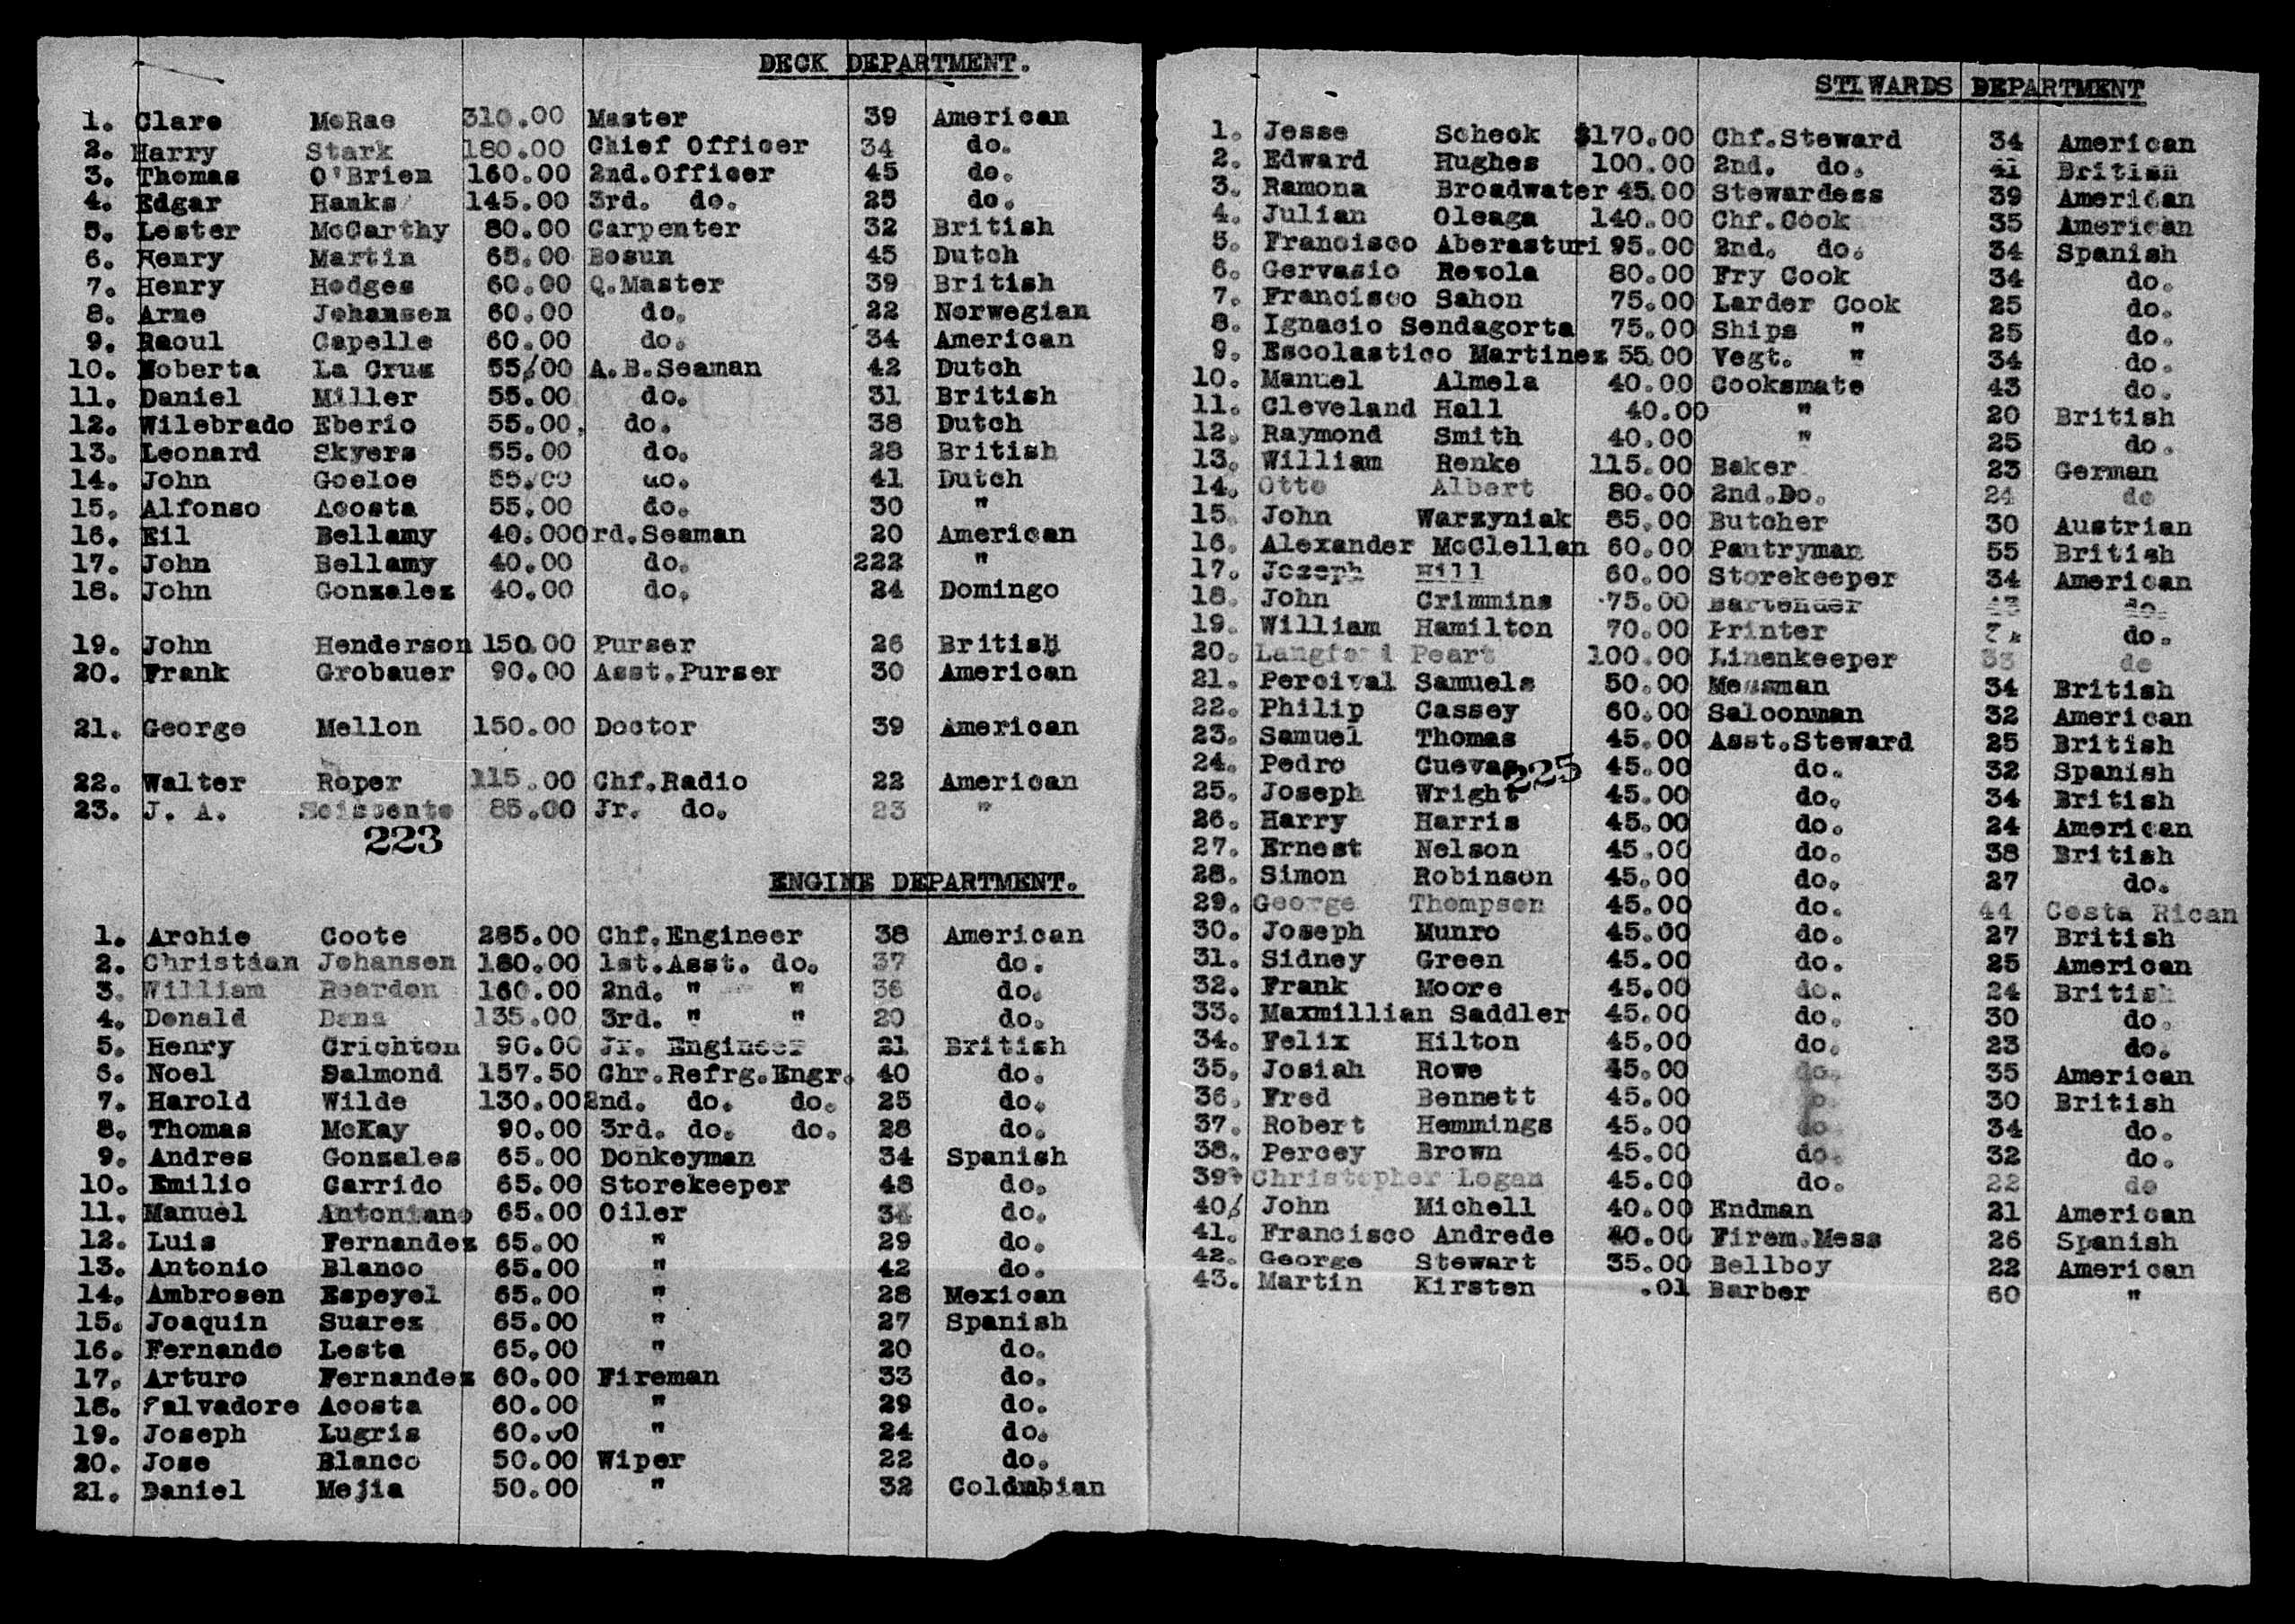 DECK DEPARTMENT.
1. Clare McRae 310.00 Master 39 American
2. Harry Stark 180.00 Chief Officer 34 do.
3. Thomas O'Brien 160.00 2nd.Officer 45 do.
4. Edgar Hanks 145.00 3rd. do. 25 do.
5. Lester McCarthy 80.00 Carpenter 32 British
6. Henry Martin 65.00 Bosun 45 Dutch
7. Henry Hodges 60.00 Q.Master 39 British
8. Arne Johansen 60.00 do. 22 Norwegian
9. Raoul Capelle 60.00 do. 34 American
10. Noberta La Cruz 55/00 A.B.Seaman 42 Dutch
11. Daniel Miller 55.00 do. 31 British
12. Wilebrado Eberio 55.00. do. 38 Dutch
13. Leonard Skyers 55.00 do. 28 British
14. John Goeloe 55/00 do. 41 Dutch
15. Alfonso Acosta 55.00 do. 30 "
16. Eil Bellamy 40.00Ord.Seaman 20 American
17. John Bellamy 40.00 do. 222 "
18. John Gonzalez 40.00 do. 24 Domingo
19. John Henderson 150.00 Purser 26 British
20. Frank Grobauer 90.00 Asst.Purser 30 American
21. George Mellon 150.00 Doctor 39 American
22. Walter Roper 115.00 Chf.Radio 22 American
23. J. A. 85.00 Jr. do. 23 "
223
ENGINE DEPARTMENT.
1. Archie Coote 285.00 Chf.Engineer 38 American
2. Christian Johansen 180.00 1st.Asst. do. 37 do.
3. William Reardon 160.00 2nd. " " 36 do.
4. Donald Dana 135.00 3rd. " " 20 do.
5. Henry Crichton 90.00 Jr. Engineer 21 British
6. Noel Salmond 157.50 Chr.Refrg.Engr. 40 do.
7. Harold Wilde 130.00 2nd. do. do. 25 do.
8. Thomas McKay 90.00 3rd. do. do. 28 do.
9. Andres Gonzales 65.00 Donkeyman 34 Spanish
10. Emilio Garrido 65.00 Storekeeper 48 do.
11. Manuel Antoniano 65.00 Oiler do.
12. Luis Fernandez 65.00 " 29 do.
13. Antonio Blanco 65.00 " 42 do.
14. Ambrosen Espeyel 65.00 " 28 Mexican
15. Joaquin Suarez 65.00 " 27 Spanish
16. Fernando Lesta 65.00 " 20 do.
17. Arturo Fernandez 60.00 Fireman 33 do.
18. Salvadore Acosta 60.00 " 29 do.
19. Joseph Lugris 60.00 " 24 do.
20. Jose Blanco 50.00 Wiper 22 do.
21. Daniel Mejia 50.00 " 32 Columbian
STEWARDS DEPARTMENT
1. Jesse Scheck $170.00 Chf.Steward 34 American
2. Edward Hughes 100.00 2nd. do. 41 British
3. Ramona Broadwater 45.00 Stewardess 39 American
4. Julian Oleaga 140.00 Chf.Cook 35 American
5. Francisco Aberasturi 95.00 2nd. do. 34 Spanish
6. Gervasio Resola 80.00 Fry Cook 34 do.
7. Francisco Sahon 75.00 Larder Cook 25 do.
8. Ignacio Sendagorta 75.00 Ships " 25 do.
9. Escolastico Martinez 55.00 Vegt. " 34 do.
10. Manuel Almela 40.00 Cooksmate 43 do.
11. Cleveland Hall 40.00 " 20 British
12. Raymond Smith 40.00 " 25 do.
13. William Renke 115.00 Baker 23 German
14. Otto Albert 80.00 2nd.Do. 24 do
15. John Warzyniak 85.00 Butcher 30 Austrian
16. Alexander McClellan 60.00 Pantryman 55 British
17. Joseph Hill 60.00 Storekeeper 34 American
18. John Crimmins 75.00 Bartender do.
19. William Hamilton 70.00 Printer do.
20. Langford Peart 100.00 Linenkeeper 33 do
21. Percival Samuels 50.00 Messman 34 British
22. Philip Cassey 60.00 Saloonman 32 American
23. Samuel Thomas 45.00 Asst.Steward 25 British
24. Pedro Cuevas 45.00 do. 32 Spanish
225
25. Joseph Wright 45.00 do. 34 British
26. Harry Harris 45.00 do. 24 American
27. Ernest Nelson 45.00 do. 38 British
28. Simon Robinson 45.00 do. 27 do.
29. George Thompson 45.00 do. 44 Costa Rican
30. Joseph Munro 45.00 do. 27 British
31. Sidney Green 45.00 do. 25 American
32. Frank Moore 45.00 do. 24 British
33. Maxmillian Saddler 45.00 do. 30 do.
34. Felix Hilton 45.00 do. 23 do.
35. Josiah Rowe 45.00 do. 35 American
36. Fred Bennett 45.00 do. 30 British
37. Robert Hemmings 45.00 do. 34 do.
38. Percey Brown 45.00 do. 32 do.
39. Christopher Logan 45.00 do. 22 do
40/ John Michell 40.00 Endman 21 American
41. Francisco Andrede 40.00 Firem.Mess 26 Spanish
42. George Stewart 35.00 Bellboy 22 American
43. Martin Kirsten .01 Barber 60 "